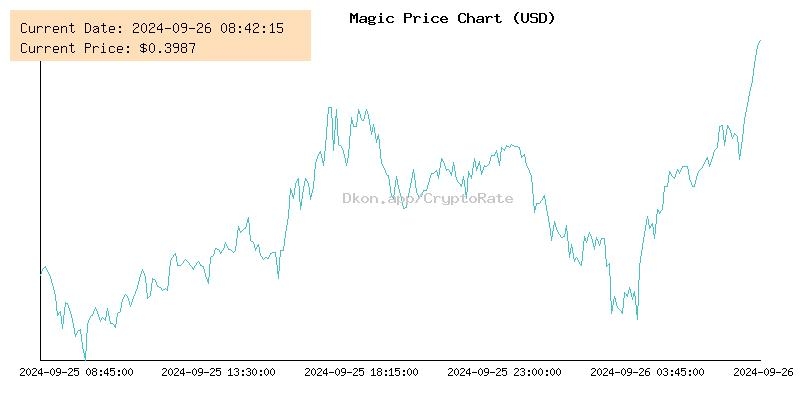 Magic Price Chart (USD)
Current Date: 2024-09-26 08:42:15
Current Price: $0.3987
Dkon.app/CryptoRate
2024-09-25 08:45:00 2024-09-25 13:30:00 2024-09-25 18:15:00 2024-09-25 23:00:00 2024-09-26 03:45:00 2024-09-26